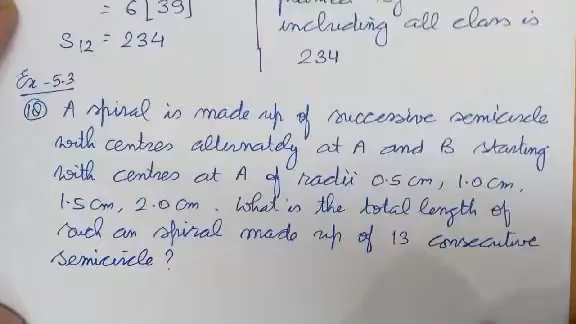 = 6[39]
S12 = 234
including all class is
234
Ex-5.3
18 A spiral is made up of successive semicircle
with centres alternately at A and B starting
with centres at A of radii 0.5 cm, 1.0 cm,
1.5 cm, 2.0 cm. What is the total length of
such an spiral made up of 13 consecutive
semicircle?